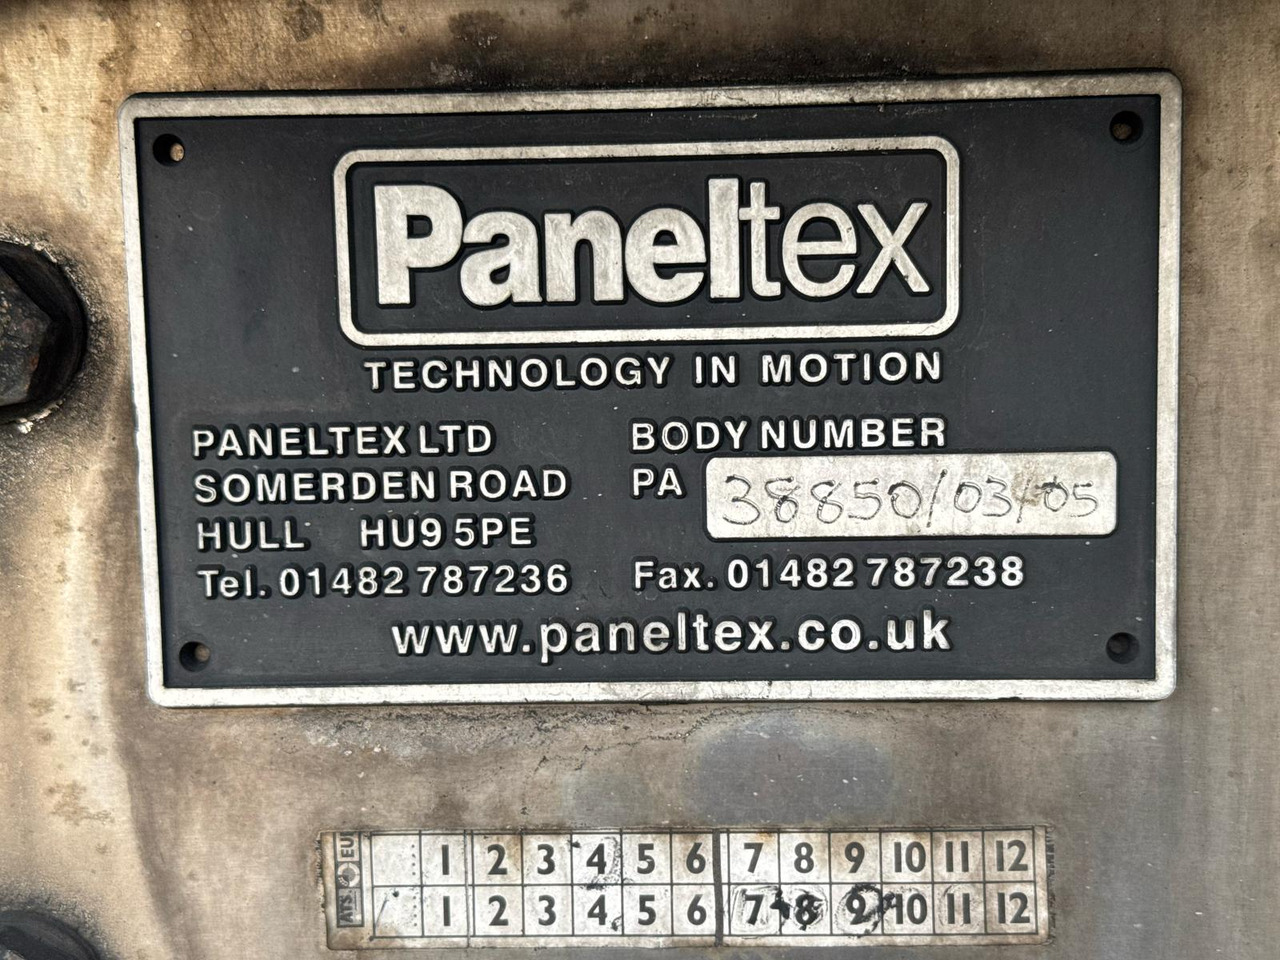 Paneltex
TECHNOLOGY IN MOTION
PANELTEX LTD
SOMERDEN ROAD
HULL HU9 5PE
Tel. 01482 787236
BODY NUMBER
PA 38850/03/05
Fax. 01482 787238
www.paneltex.co.uk
ATS EU
1 2 3 4 5 6 7 8 9 10 11 12
1 2 3 4 5 6 7 8 9 10 11 12